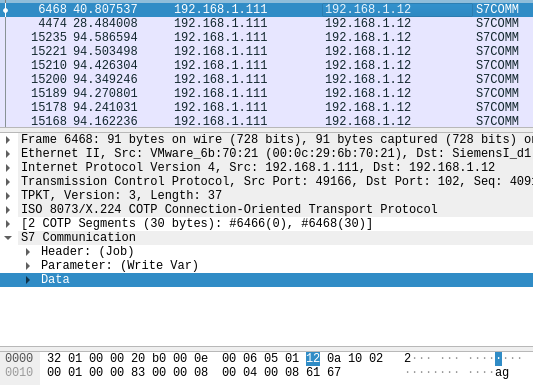 6468 40.807537 192.168.1.111 192.168.1.12 S7COMM
4474 28.484008 192.168.1.111 192.168.1.12 S7COMM
15235 94.586594 192.168.1.111 192.168.1.12 S7COMM
15221 94.503498 192.168.1.111 192.168.1.12 S7COMM
15210 94.426304 192.168.1.111 192.168.1.12 S7COMM
15200 94.349246 192.168.1.111 192.168.1.12 S7COMM
15189 94.270801 192.168.1.111 192.168.1.12 S7COMM
15178 94.241031 192.168.1.111 192.168.1.12 S7COMM
15168 94.162236 192.168.1.111 192.168.1.12 S7COMM
Frame 6468: 91 bytes on wire (728 bits), 91 bytes captured (728 bits) on
Ethernet II, Src: VMware_6b:70:21 (00:0c:29:6b:70:21), Dst: SiemensI_d1
Internet Protocol Version 4, Src: 192.168.1.111, Dst: 192.168.1.12
Transmission Control Protocol, Src Port: 49166, Dst Port: 102, Seq: 409
TPKT, Version: 3, Length: 37
ISO 8073/X.224 COTP Connection-Oriented Transport Protocol
[2 COTP Segments (30 bytes): #6466(0), #6468(30)]
S7 Communication
Header: (Job)
Parameter: (Write Var)
Data
0000 32 01 00 00 20 b0 00 0e 00 06 05 01 12 0a 10 02 2··· ··· ········
0010 00 01 00 00 83 00 00 08 00 04 00 08 61 67 ········ ····ag